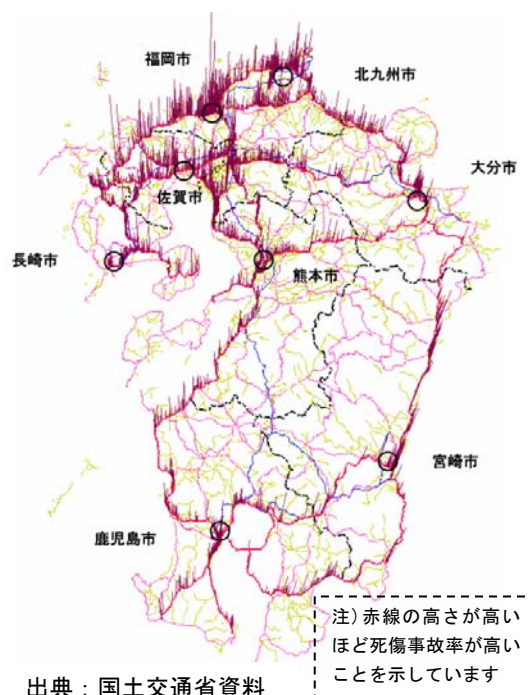 福岡市
北九州市
大分市
佐賀市
長崎市
熊本市
宮崎市
鹿児島市
注）赤線の高さが高い
ほど死傷事故率が高い
ことを示しています
出典：国土交通省資料